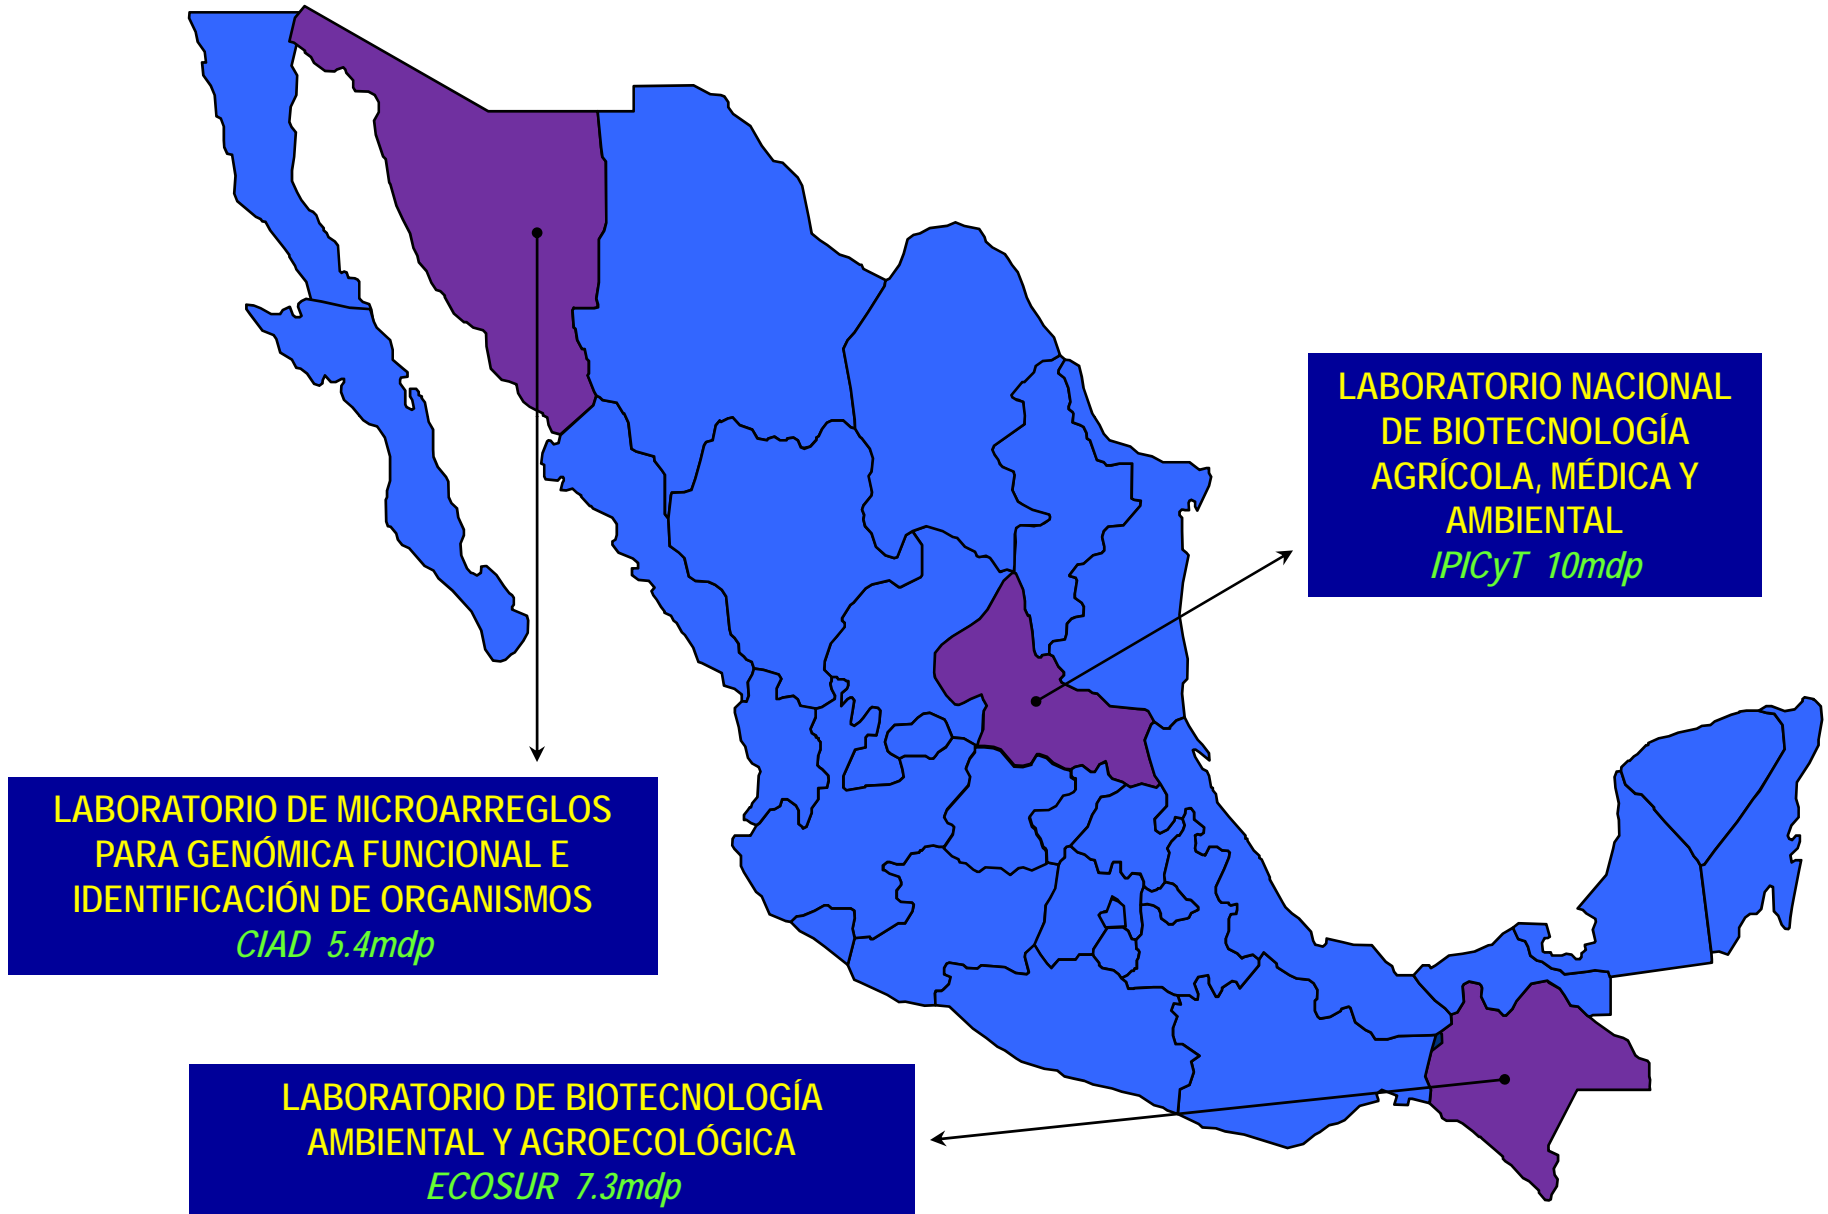 LABORATORIO NACIONAL
DE BIOTECNOLOGÍA
AGRÍCOLA, MÉDICA Y
AMBIENTAL
IPICyT 10mdp
LABORATORIO DE MICROARREGLOS
PARA GENÓMICA FUNCIONAL E
IDENTIFICACIÓN DE ORGANISMOS
CIAD 5.4mdp
LABORATORIO DE BIOTECNOLOGÍA
AMBIENTAL Y AGROECOLÓGICA
ECOSUR 7.3mdp